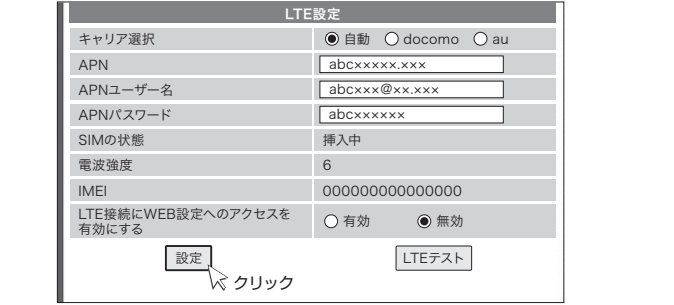 LTE設定
キャリア選択 自動 docomo au
APN abc×××××.×××
APNユーザー名 abc×××@××.×××
APNパスワード abc××××××
SIMの状態 挿入中
電波強度 6
IMEI 000000000000000
LTE接続にWEB設定へのアクセスを
有効にする 有効 無効
設定 LTEテスト
クリック